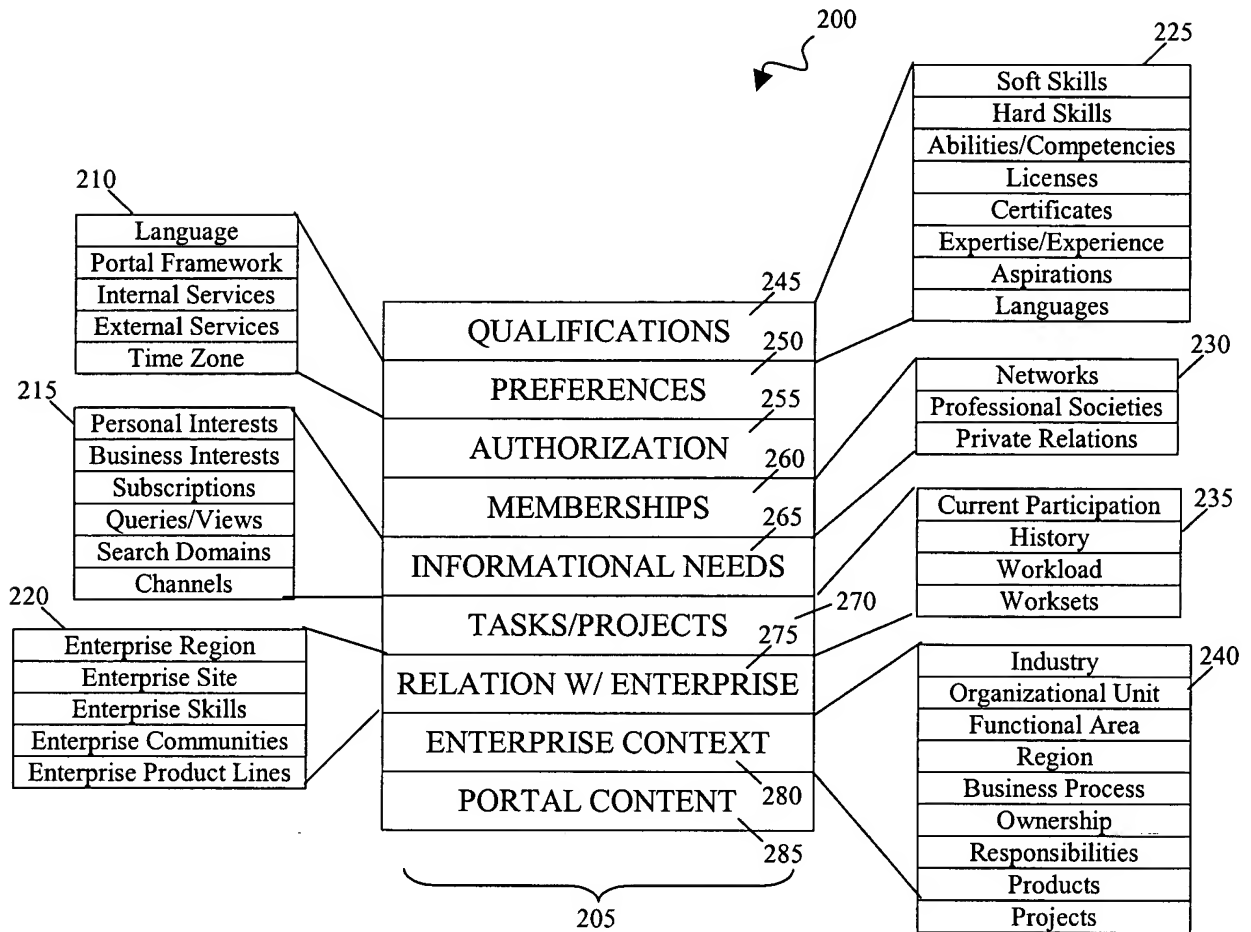 200
225
Soft Skills
Hard Skills
Abilities/Competencies
Licenses
Certificates
Expertise/Experience
Aspirations
Languages
210
Language
Portal Framework
Internal Services
External Services
Time Zone
215
Personal Interests
Business Interests
Subscriptions
Queries/Views
Search Domains
Channels
220
Enterprise Region
Enterprise Site
Enterprise Skills
Enterprise Communities
Enterprise Product Lines
245
QUALIFICATIONS
250
PREFERENCES
255
AUTHORIZATION
260
MEMBERSHIPS
265
INFORMATIONAL NEEDS
TASKS/PROJECTS
270
275
RELATION W/ ENTERPRISE
ENTERPRISE CONTEXT
280
PORTAL CONTENT
285
205
230
Networks
Professional Societies
Private Relations
235
Current Participation
History
Workload
Worksets
240
Industry
Organizational Unit
Functional Area
Region
Business Process
Ownership
Responsibilities
Products
Projects